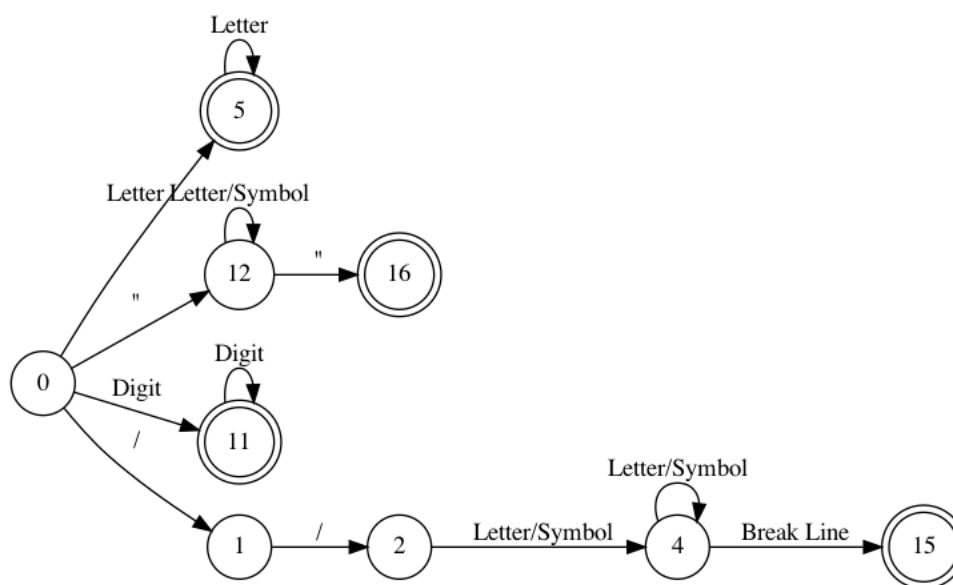 Letter
5
Letter Letter/Symbol
12
"
16
"
0
Digit
Digit
11
/
Letter/Symbol
1
/
2
Letter/Symbol
4
Break Line
15